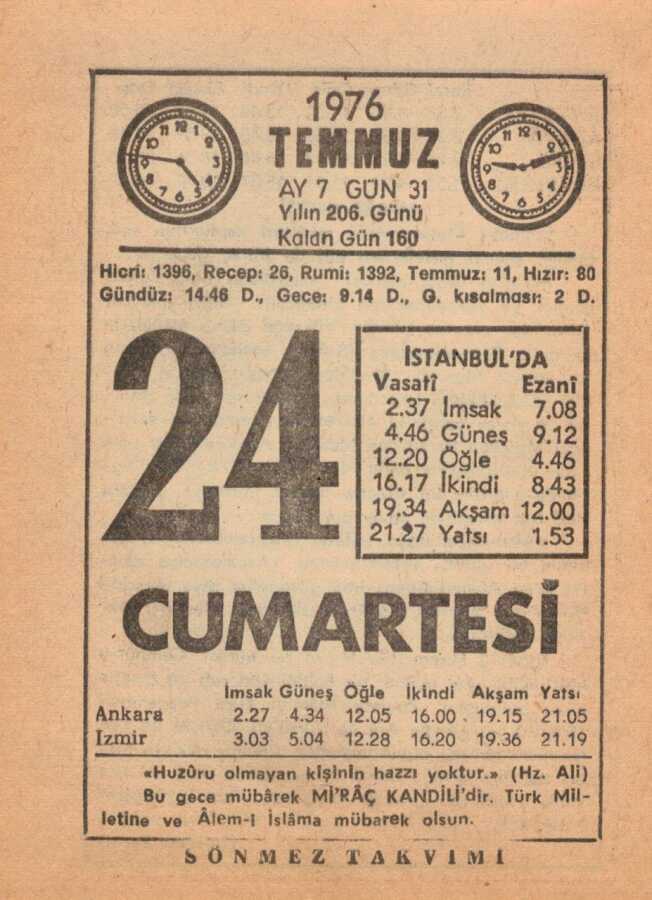 1976
TEMMUZ
AY 7 GÜN 31
Yılın 206. Günü
Kalan Gün 160
Hicri: 1396, Recep: 26, Rumi: 1392, Temmuz: 11, Hızır: 80
Gündüz: 14.46 D., Gece: 9.14 D., G. kısalması: 2 D.
24
İSTANBUL'DA
Vasatî Ezanî
2.37 İmsak 7.08
4.46 Güneş 9.12
12.20 Öğle 4.46
16.17 İkindi 8.43
19.34 Akşam 12.00
21.27 Yatsı 1.53
CUMARTESİ
İmsak Güneş Öğle İkindi Akşam Yatsı
Ankara 2.27 4.34 12.05 16.00 19.15 21.05
Izmir 3.03 5.04 12.28 16.20 19.36 21.19
«Huzûru olmayan kişinin hazzı yoktur.» (Hz. Ali)
Bu gece mübârek Mİ'RÂÇ KANDİLİ'dir. Türk Mil-
letine ve Âlem-i İslâma mübarek olsun.
SÖNMEZ TAKVİMİ